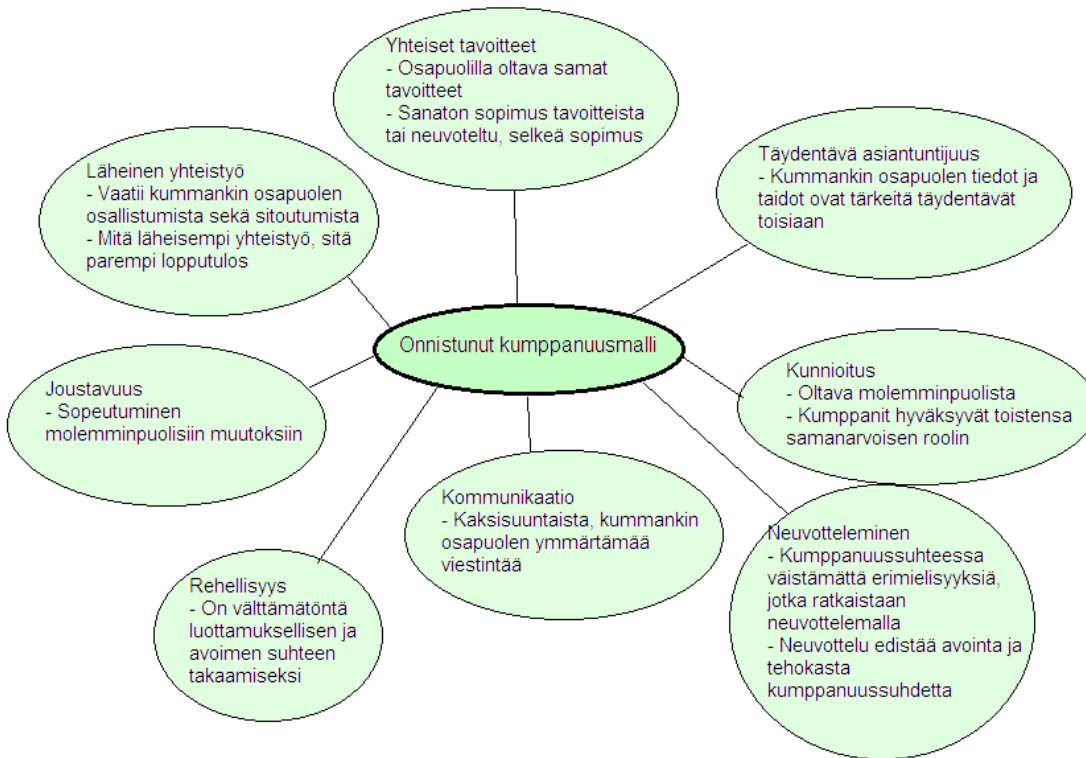 Yhteiset tavoitteet
- Osapuolilla oltava samat
tavoitteet
- Sanaton sopimus tavoitteista
tai neuvoteltu, selkeä sopimus
Läheinen yhteistyö
- Vaatii kummankin osapuolen
osallistumista sekä sitoutumista
- Mitä läheisempi yhteistyö, sitä
parempi lopputulos
Täydentävä asiantuntijuus
- Kummankin osapuolen tiedot ja
taidot ovat tärkeitä täydentävät
toisiaan
Onnistunut kumppanuusmalli
Joustavuus
- Sopeutuminen
molemminpuolisiin muutoksiin
Kunnioitus
- Oltava molemminpuolista
- Kumppanit hyväksyvät toistensa
samanarvoisen roolin
Kommunikaatio
- Kaksisuuntaista, kummankin
osapuolen ymmärtämää
viestintää
Rehellisyys
- On välttämätöntä
luottamuksellisen ja
avoimen suhteen
takaamiseksi
Neuvotteleminen
- Kumppanuussuhteessa
väistämättä erimielisyyksiä,
jotka ratkaistaan
neuvottelemalla
- Neuvottelu edistää avointa ja
tehokasta
kumppanuussuhdetta